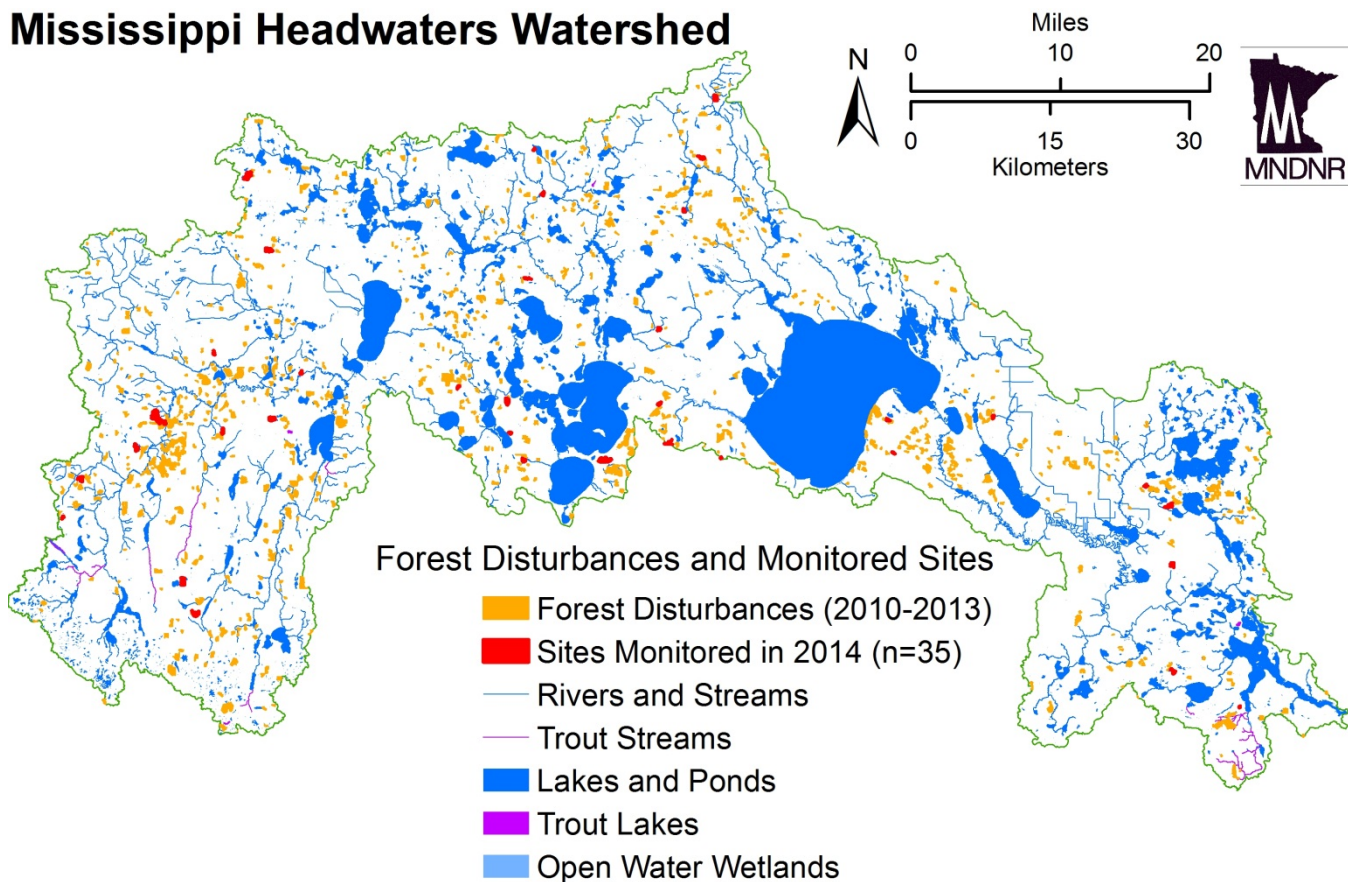 Mississippi Headwaters Watershed
N
Miles
0 10 20
0 15 30
Kilometers
M
MNDNR
Forest Disturbances and Monitored Sites
Forest Disturbances (2010-2013)
Sites Monitored in 2014 (n=35)
Rivers and Streams
Trout Streams
Lakes and Ponds
Trout Lakes
Open Water Wetlands